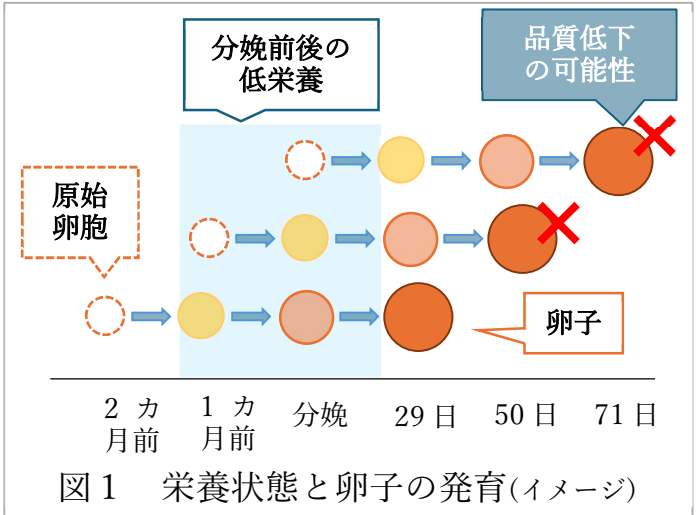 分娩前後の
低栄養
品質低下
の可能性
原始
卵胞
卵子
2 カ
月前
1 カ
月前
分娩
29 日
50 日
71 日
図 1　栄養状態と卵子の発育(イメージ)